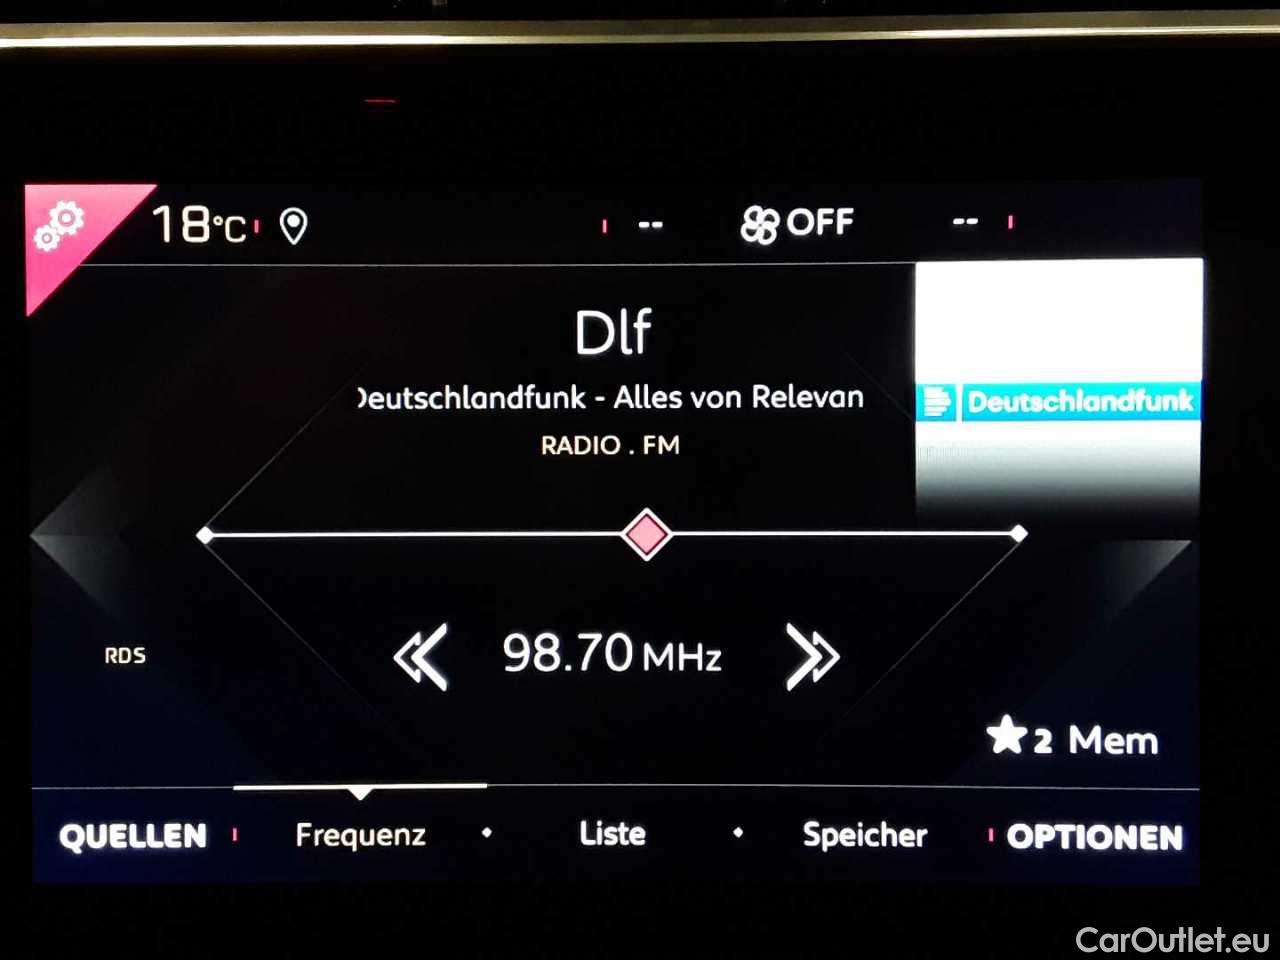 18°C -- OFF --
Dlf
Deutschlandfunk - Alles von Relevan
Deutschlandfunk
RADIO . FM
RDS
98.70 MHz
2 Mem
QUELLEN Frequenz • Liste • Speicher OPTIONEN
CarOutlet.eu